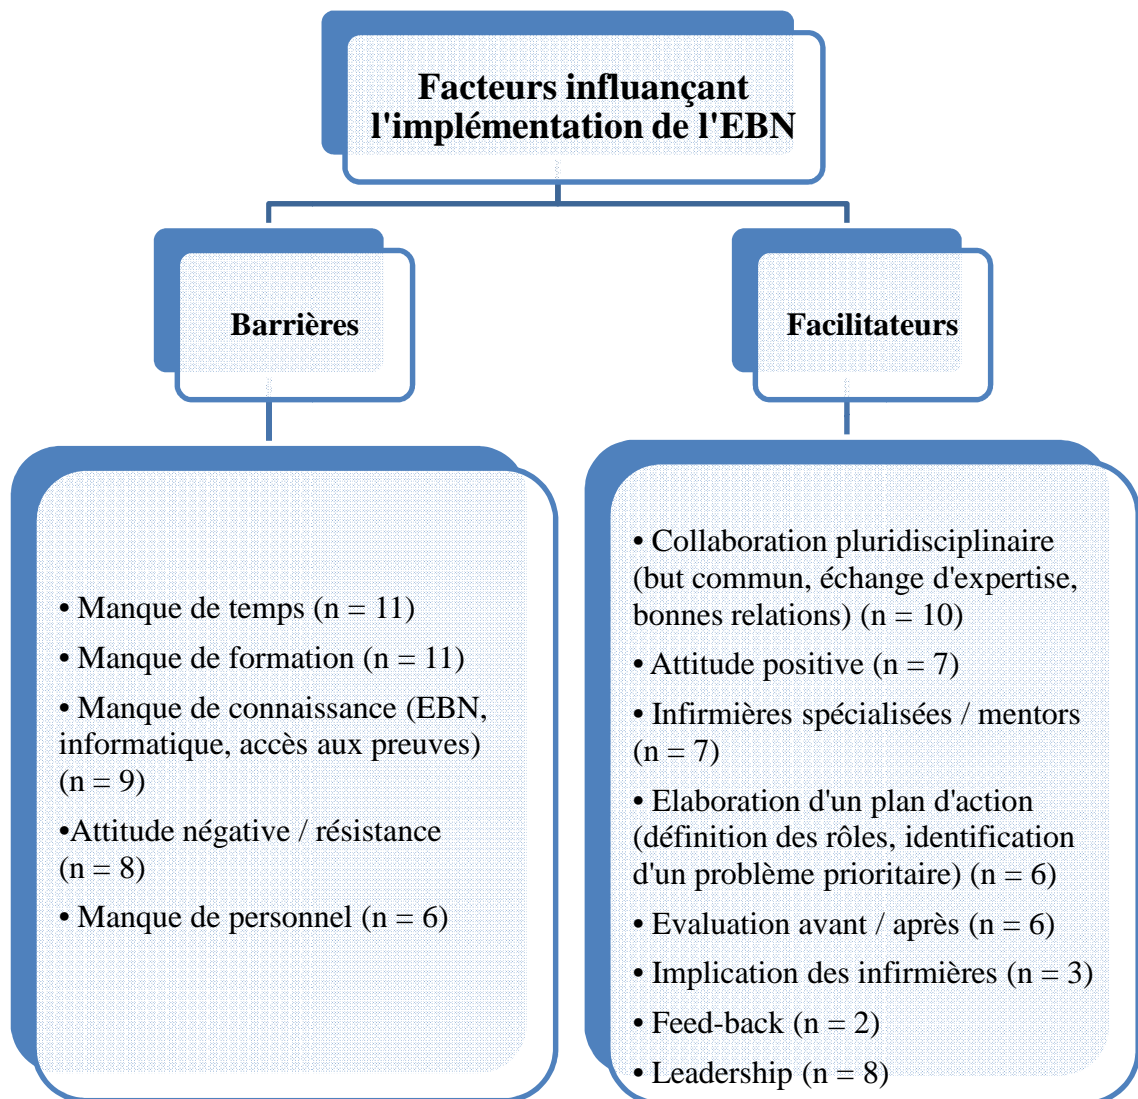 Facteurs influançant
l'implémentation de l'EBN
Barrières
Facilitateurs
• Manque de temps (n = 11)
• Manque de formation (n = 11)
• Manque de connaissance (EBN,
informatique, accès aux preuves)
(n = 9)
•Attitude négative / résistance
(n = 8)
• Manque de personnel (n = 6)
• Collaboration pluridisciplinaire
(but commun, échange d'expertise,
bonnes relations) (n = 10)
• Attitude positive (n = 7)
• Infirmières spécialisées / mentors
(n = 7)
• Elaboration d'un plan d'action
(définition des rôles, identification
d'un problème prioritaire) (n = 6)
• Evaluation avant / après (n = 6)
• Implication des infirmières (n = 3)
• Feed-back (n = 2)
• Leadership (n = 8)